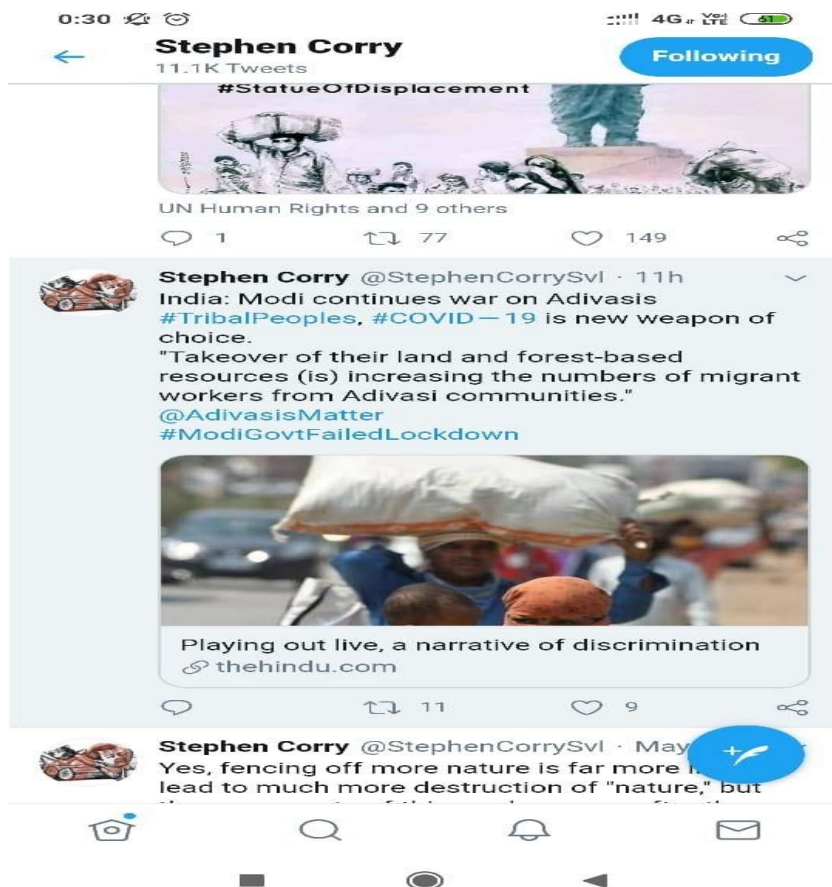 0:30 4G Vo LTE 61
Stephen Corry
11.1K Tweets
Following
#StatueOfDisplacement
UN Human Rights and 9 others
1 77 149
Stephen Corry @StephenCorrySvl · 11h
India: Modi continues war on Adivasis
#TribalPeoples, #COVID—19 is new weapon of
choice.
"Takeover of their land and forest-based
resources (is) increasing the numbers of migrant
workers from Adivasi communities."
@AdivasisMatter
#ModiGovtFailedLockdown
Playing out live, a narrative of discrimination
thehindu.com
11 9
Stephen Corry @StephenCorrySvl · May
Yes, fencing off more nature is far more
lead to much more destruction of "nature," but